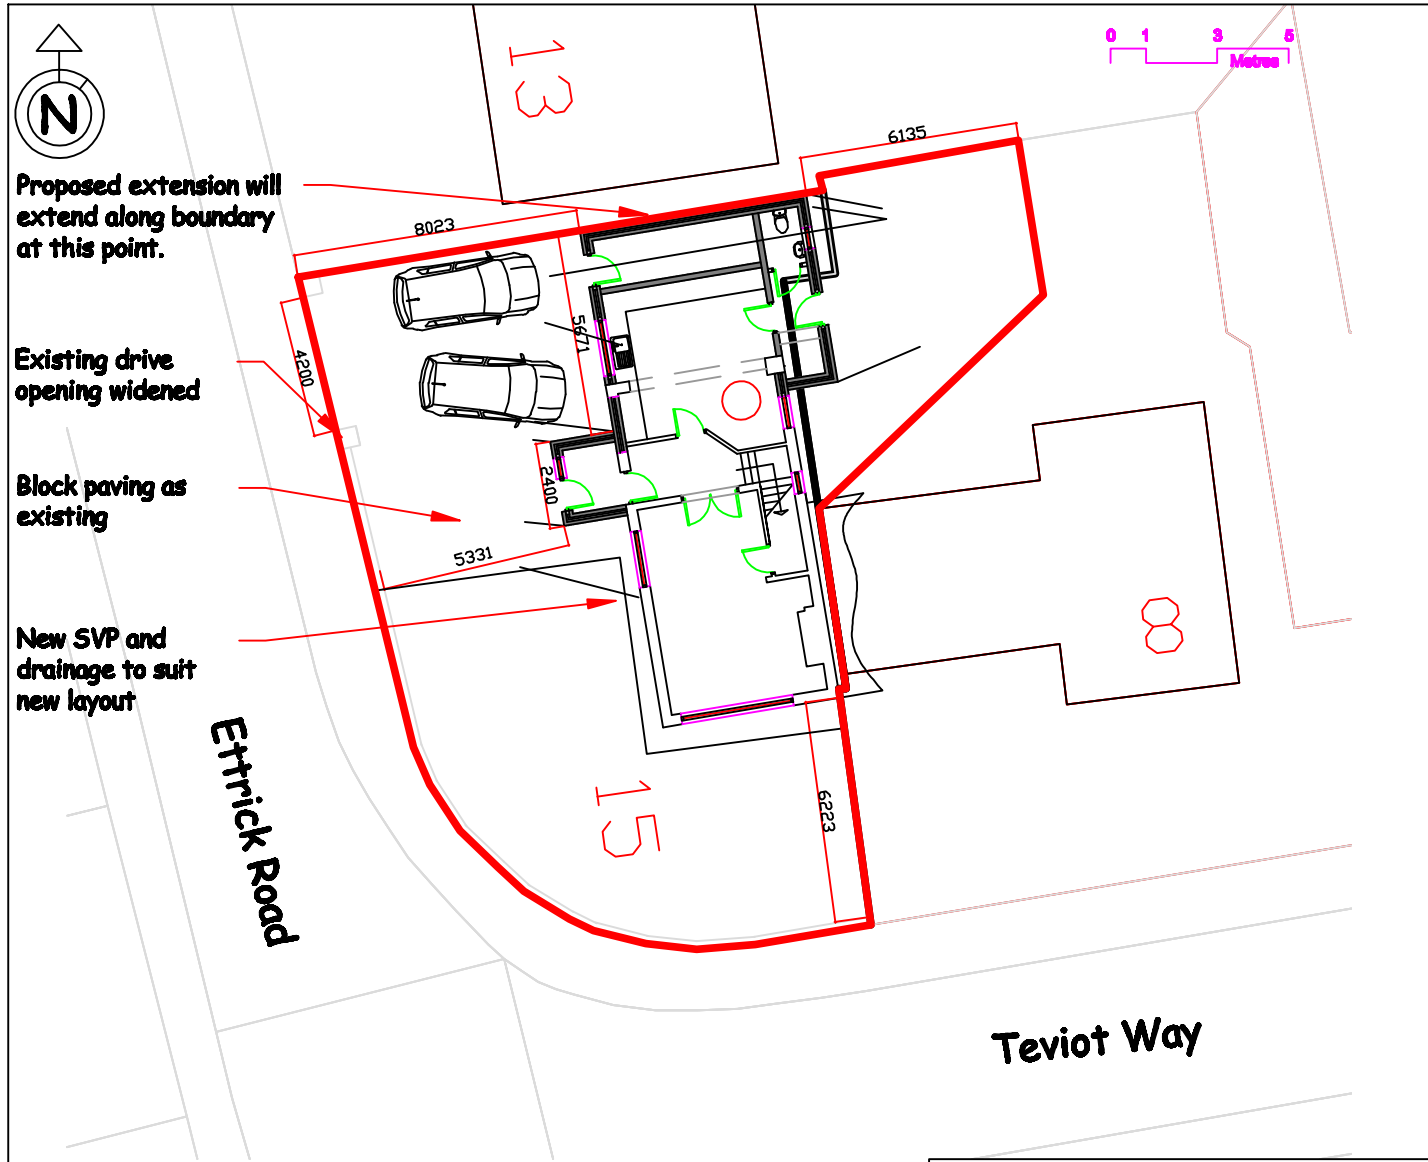 N
13
0 1 3 5
Metres
6135
Proposed extension will
extend along boundary
at this point.
8023
5671
4200
Existing drive
opening widened
Block paving as
existing
2400
5331
New SVP and
drainage to suit
new layout
8
15
6223
Ettrick Road
Teviot Way